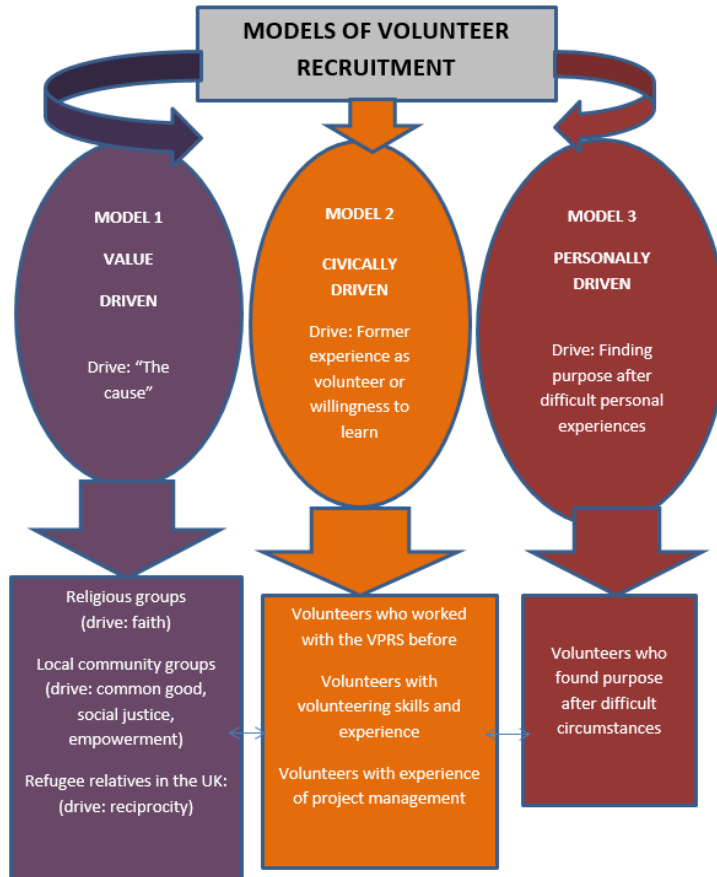 MODELS OF VOLUNTEER
RECRUITMENT
MODEL 1
VALUE
DRIVEN
Drive: “The
cause”
MODEL 2
CIVICALLY
DRIVEN
Drive: Former
experience as
volunteer or
willingness to
learn
MODEL 3
PERSONALLY
DRIVEN
Drive: Finding
purpose after
difficult personal
experiences
Religious groups
(drive: faith)
Local community groups
(drive: common good,
social justice,
empowerment)
Refugee relatives in the UK:
(drive: reciprocity)
Volunteers who worked
with the VPRS before
Volunteers with
volunteering skills and
experience
Volunteers with experience
of project management
Volunteers who
found purpose
after difficult
circumstances